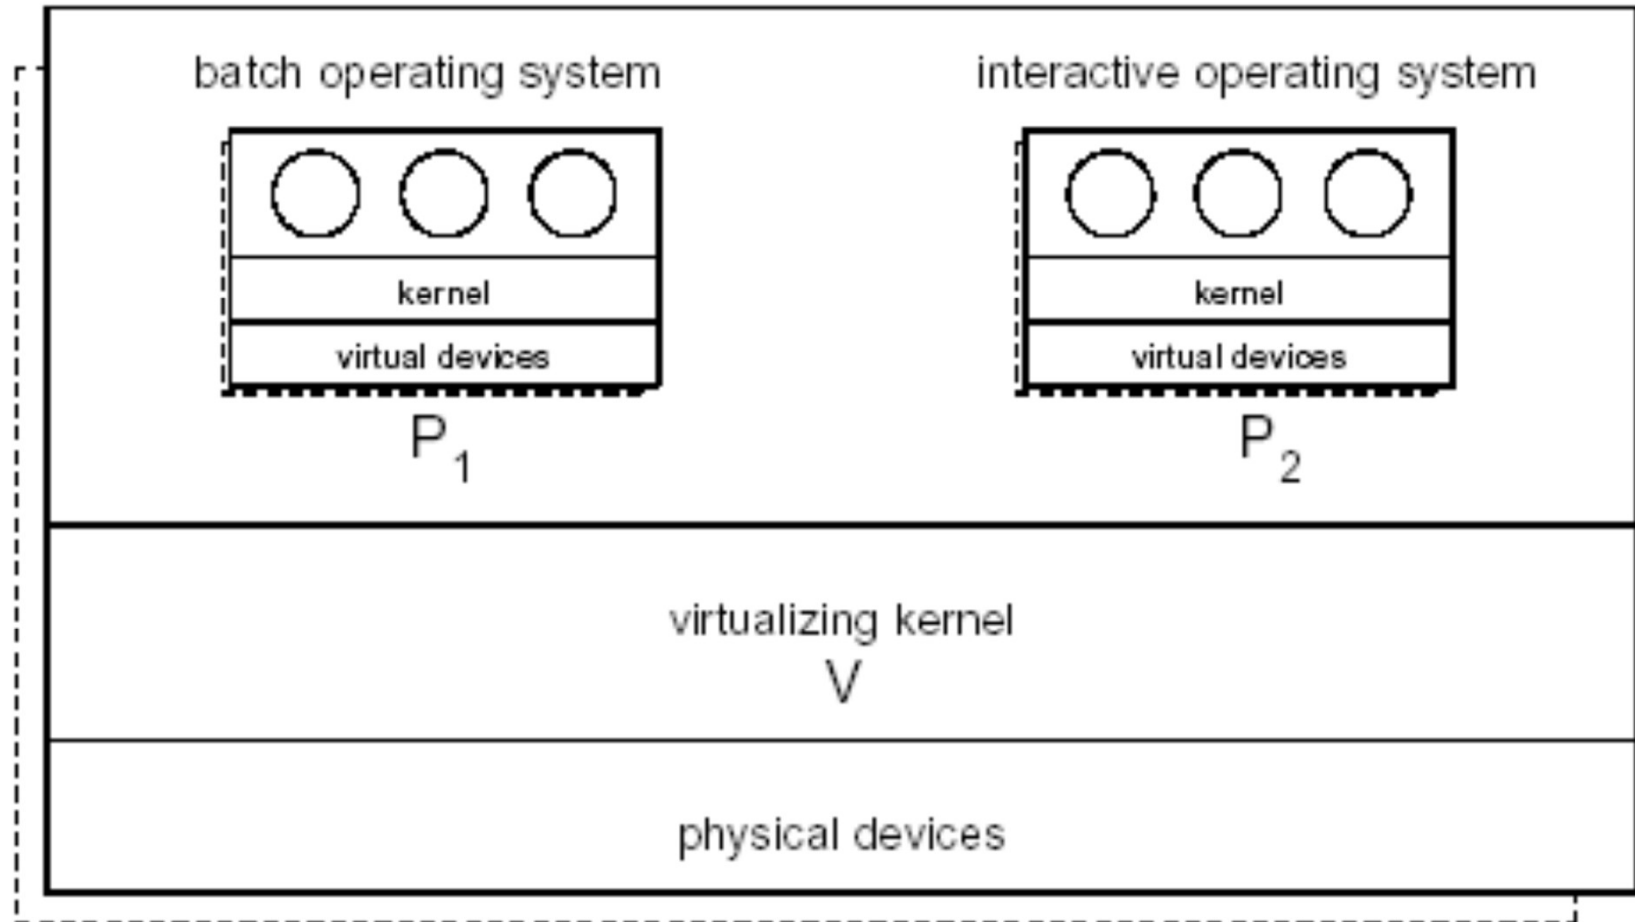 batch operating system
interactive operating system
kernel
kernel
virtual devices
virtual devices
P1
P2
virtualizing kernel
V
physical devices